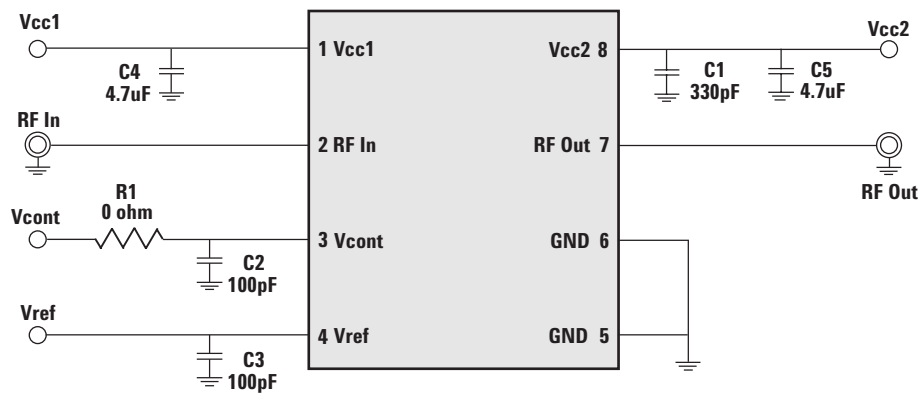 Vcc1
C4
4.7uF
1 Vcc1
Vcc2 8
C1
330pF
C5
4.7uF
Vcc2
RF In
2 RF In
RF Out 7
RF Out
R1
0 ohm
Vcont
C2
100pF
3 Vcont
GND 6
Vref
C3
100pF
4 Vref
GND 5